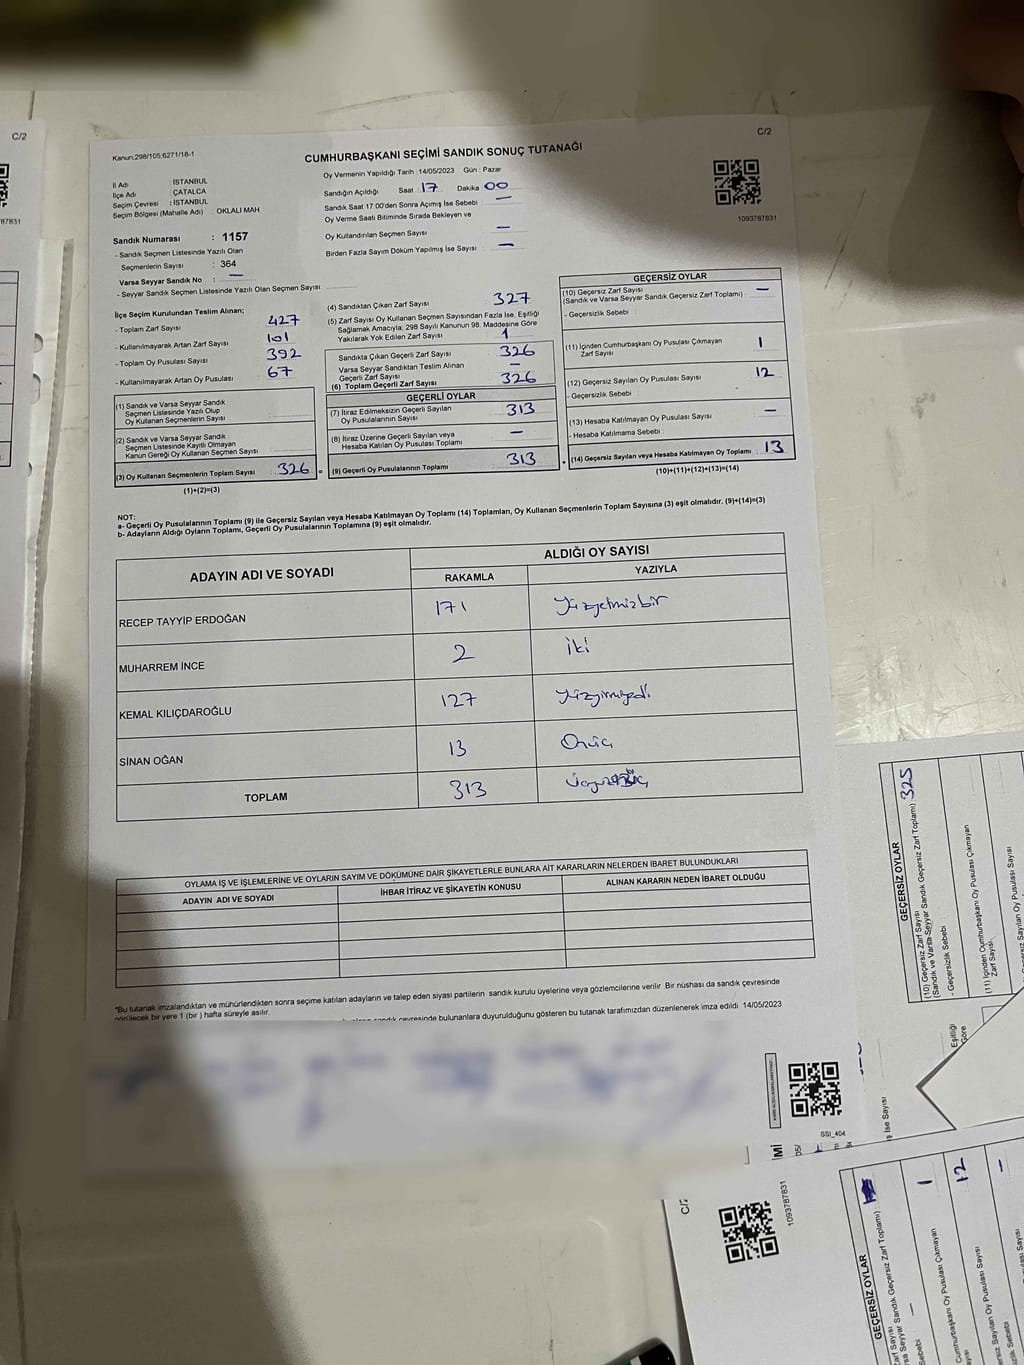 C/2
87831
C/2
Kanun.298/105,6271/18-1
CUMHURBAŞKANI SEÇİMİ SANDIK SONUÇ TUTANAĞI
1093787831
İl Adı : İSTANBUL
İlçe Adı : ÇATALCA
Seçim Çevresi : İSTANBUL
Seçim Bölgesi (Mahalle Adı) : OKLALI MAH
Oy Vermenin Yapıldığı Tarih : 14/05/2023 Gün : Pazar
Sandığın Açıldığı Saat : 17 Dakika 00
Sandık Saat 17.00'den Sonra Açımış İse Sebebi : —
Oy Verme Saati Bitiminde Sırada Bekleyen ve
Oy Kullandırılan Seçmen Sayısı —
Birden Fazla Sayım Döküm Yapılmış İse Sayısı : —
Sandık Numarası : 1157
- Sandık Seçmen Listesinde Yazılı Olan
Seçmenlerin Sayısı : 364
Varsa Seyyar Sandık No : —
- Seyyar Sandık Seçmen Listesinde Yazılı Olan Seçmen Sayısı
İlçe Seçim Kurulundan Teslim Alınan;
- Toplam Zarf Sayısı 427
- Kullanılmayarak Artan Zarf Sayısı 101
- Toplam Oy Pusulası Sayısı 392
- Kullanılmayarak Artan Oy Pusulası 67
(1) Sandık ve Varsa Seyyar Sandık
Seçmen Listesinde Yazılı Olup
Oy Kullanan Seçmenlerin Sayısı
(2) Sandık ve Varsa Seyyar Sandık
Seçmen Listesinde Kayıtlı Olmayan
Kanun Gereği Oy Kullanan Seçmen Sayısı
(3) Oy Kullanan Seçmenlerin Toplam Sayısı : 326 =
(1)+(2)=(3)
(4) Sandıktan Çıkan Zarf Sayısı 327
(5) Zarf Sayısı Oy Kullanan Seçmen Sayısından Fazla İse, Eşitliği
Sağlamak Amacıyla; 298 Sayılı Kanunun 98. Maddesine Göre
Yakılarak Yok Edilen Zarf Sayısı 1
Sandıkta Çıkan Geçerli Zarf Sayısı 326
Varsa Seyyar Sandıktan Teslim Alınan
Geçerli Zarf Sayısı —
(6) Toplam Geçerli Zarf Sayısı 326
GEÇERLİ OYLAR
(7) İtiraz Edilmeksizin Geçerli Sayılan
Oy Pusulalarının Sayısı 313
(8) İtiraz Üzerine Geçerli Sayılan veya
Hesaba Katılan Oy Pusulası Toplamı —
(9) Geçerli Oy Pusulalarının Toplamı 313 +
GEÇERSİZ OYLAR
(10) Geçersiz Zarf Sayısı
(Sandık ve Varsa Seyyar Sandık Geçersiz Zarf Toplamı) : —
- Geçersizlik Sebebi :
(11) İçinden Cumhurbaşkanı Oy Pusulası Çıkmayan
Zarf Sayısı 1
(12) Geçersiz Sayılan Oy Pusulası Sayısı 12
- Geçersizlik Sebebi :
(13) Hesaba Katılmayan Oy Pusulası Sayısı —
- Hesaba Katılmama Sebebi :
(14) Geçersiz Sayılan veya Hesaba Katılmayan Oy Toplamı : 13
(10)+(11)+(12)+(13)=(14)
NOT:
a- Geçerli Oy Pusulalarının Toplamı (9) ile Geçersiz Sayılan veya Hesaba Katılmayan Oy Toplamı (14) Toplamları, Oy Kullanan Seçmenlerin Toplam Sayısına (3) eşit olmalıdır. (9)+(14)=(3)
b- Adayların Aldığı Oyların Toplamı, Geçerli Oy Pusulalarının Toplamına (9) eşit olmalıdır.
ADAYIN ADI VE SOYADI
ALDIĞI OY SAYISI
RAKAMLA YAZIYLA
RECEP TAYYİP ERDOĞAN 171 Yüzyetmişbir
MUHARREM İNCE 2 iki
KEMAL KILIÇDAROĞLU 127 Yüzyirmiyedi
SİNAN OĞAN 13 Onüç
TOPLAM 313
OYLAMA İŞ VE İŞLEMLERİNE VE OYLARIN SAYIM VE DÖKÜMÜNE DAİR ŞİKAYETLERLE BUNLARA AİT KARARLARIN NELERDEN İBARET BULUNDUKLARI
ADAYIN ADI VE SOYADI İHBAR İTİRAZ VE ŞİKAYETİN KONUSU ALINAN KARARIN NEDEN İBARET OLDUĞU
*Bu tutanak imzalandıktan ve mühürlendikten sonra seçime katılan adayların ve talep eden siyasi partilerin sandık kurulu üyelerine veya gözlemcilerine verilir. Bir nüshası da sandık çevresinde
görülecek bir yere 1 (bir ) hafta süreyle asılır.
sandık çevresinde bulunanlara duyurulduğunu gösteren bu tutanak tarafımızdan düzenlenerek imza edildi. 14/05/2023
GEÇERSİZ OYLAR
(10) Geçersiz Zarf Sayısı
(Sandık ve Varsa Seyyar Sandık Geçersiz Zarf Toplamı) : 325
- Geçersizlik Sebebi :
(11) İçinden Cumhurbaşkanı Oy Pusulası Çıkmayan
Zarf Sayısı
Sayılan Oy Pusulası Sayısı
Eşitliği
Göre
İse Sayısı :
SSI_404
C/2
1093787831
GEÇERSİZ OYLAR
Zarf Sayısı
Seyyar Sandık Geçersiz Zarf Toplamı) :
Sebebi : —
Cumhurbaşkanı Oy Pusulası Çıkmayan 1
Sayılan Oy Pusulası Sayısı 12
—